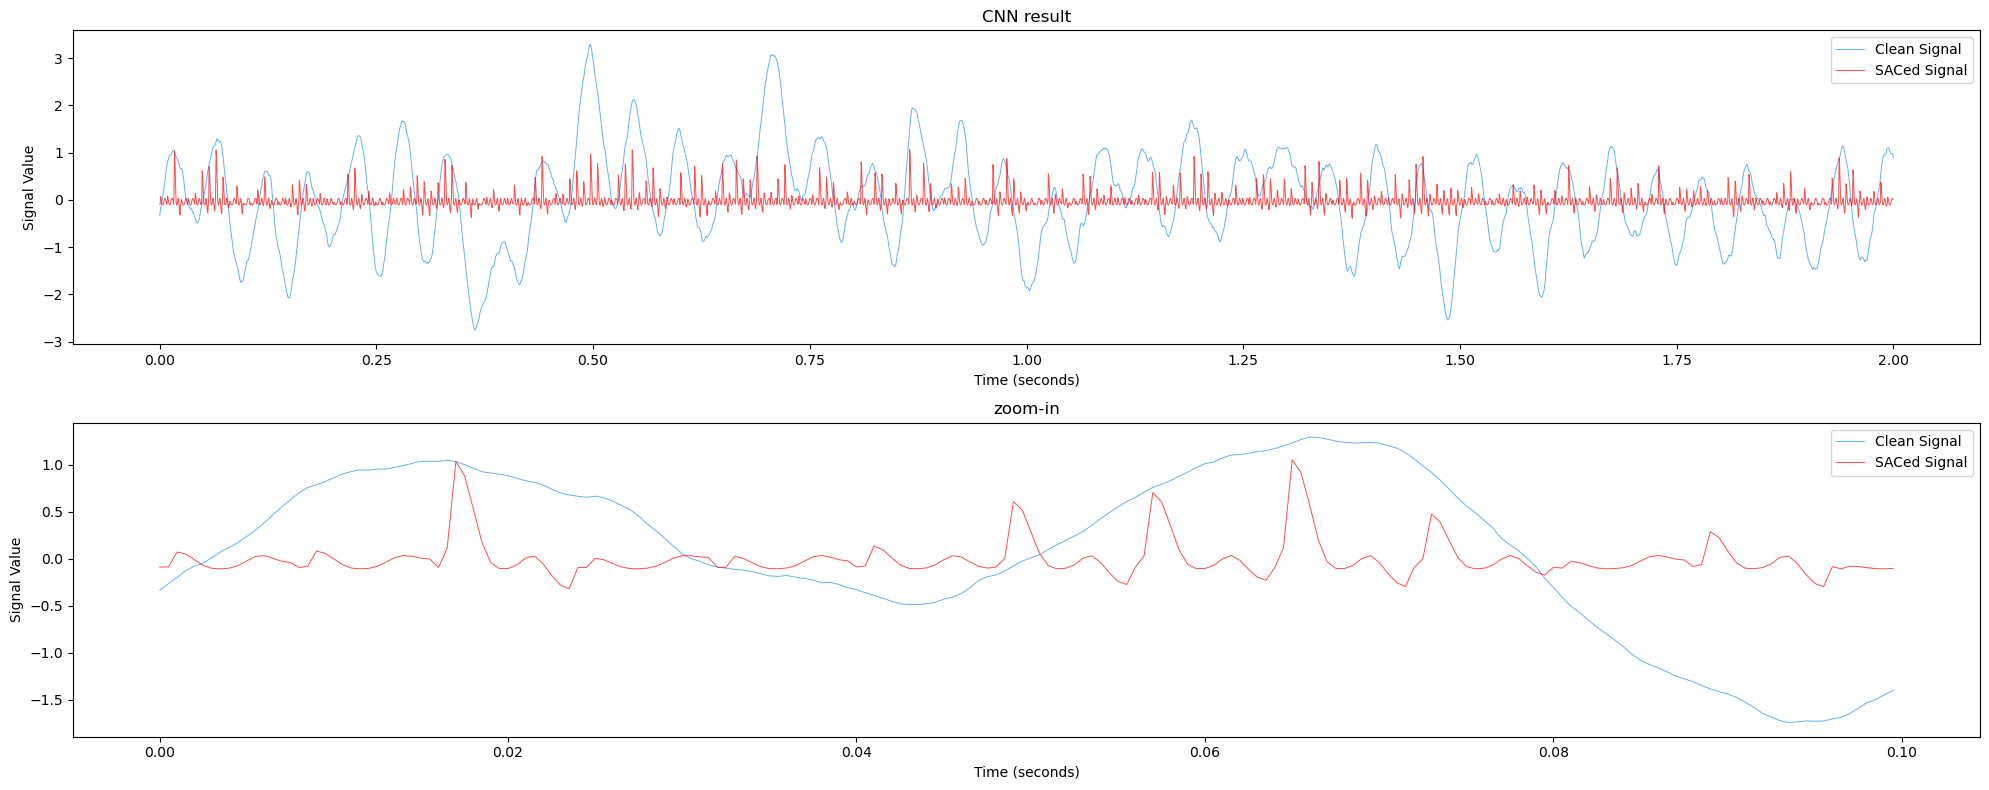 CNN result
Clean Signal
SACed Signal
Signal Value
3
2
1
0
−1
−2
−3
0.00 0.25 0.50 0.75 1.00 1.25 1.50 1.75 2.00
Time (seconds)
zoom-in
Clean Signal
SACed Signal
Signal Value
1.0
0.5
0.0
−0.5
−1.0
−1.5
0.00 0.02 0.04 0.06 0.08 0.10
Time (seconds)